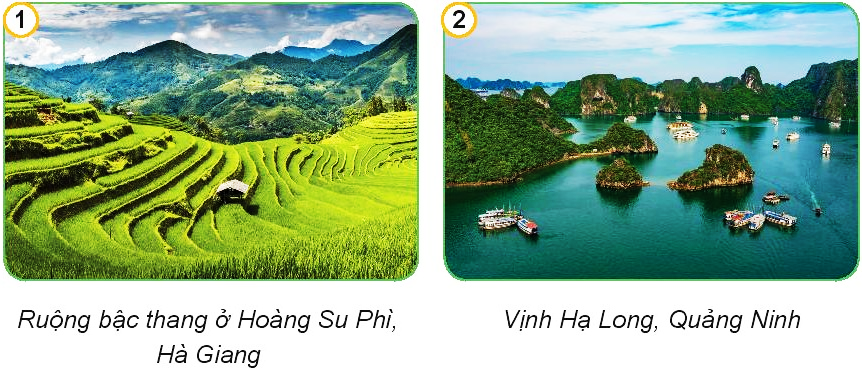 1
2
Ruộng bậc thang ở Hoàng Su Phì,
Hà Giang
Vịnh Hạ Long, Quảng Ninh